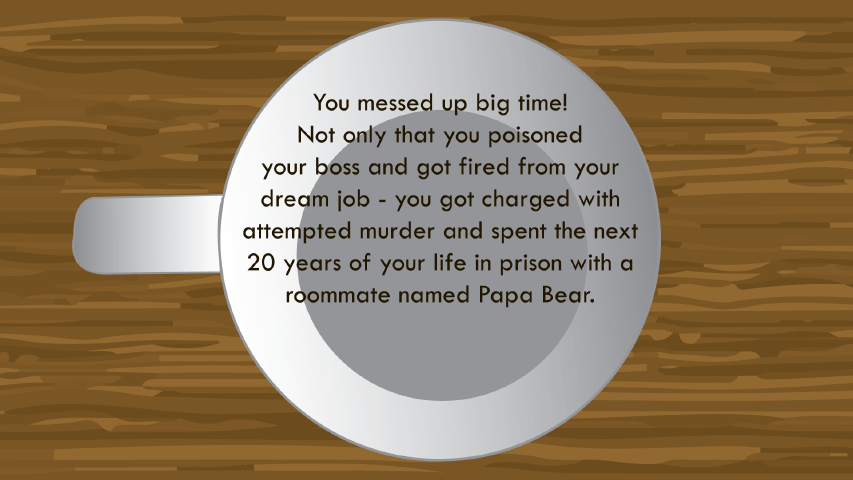 You messed up big time!
Not only that you poisoned
your boss and got fired from your
dream job - you got charged with
attempted murder and spent the next
20 years of your life in prison with a
roommate named Papa Bear.